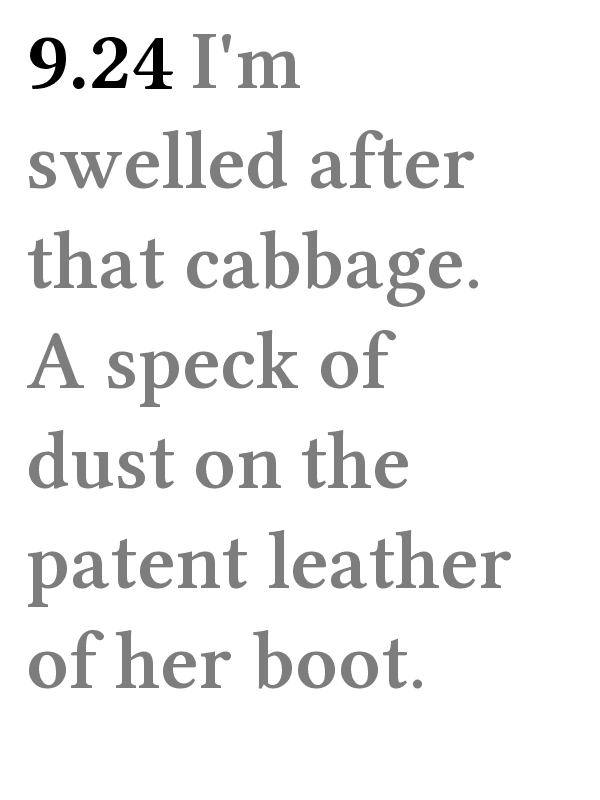 9.24 I'm
swelled after
that cabbage.
A speck of
dust on the
patent leather
of her boot.